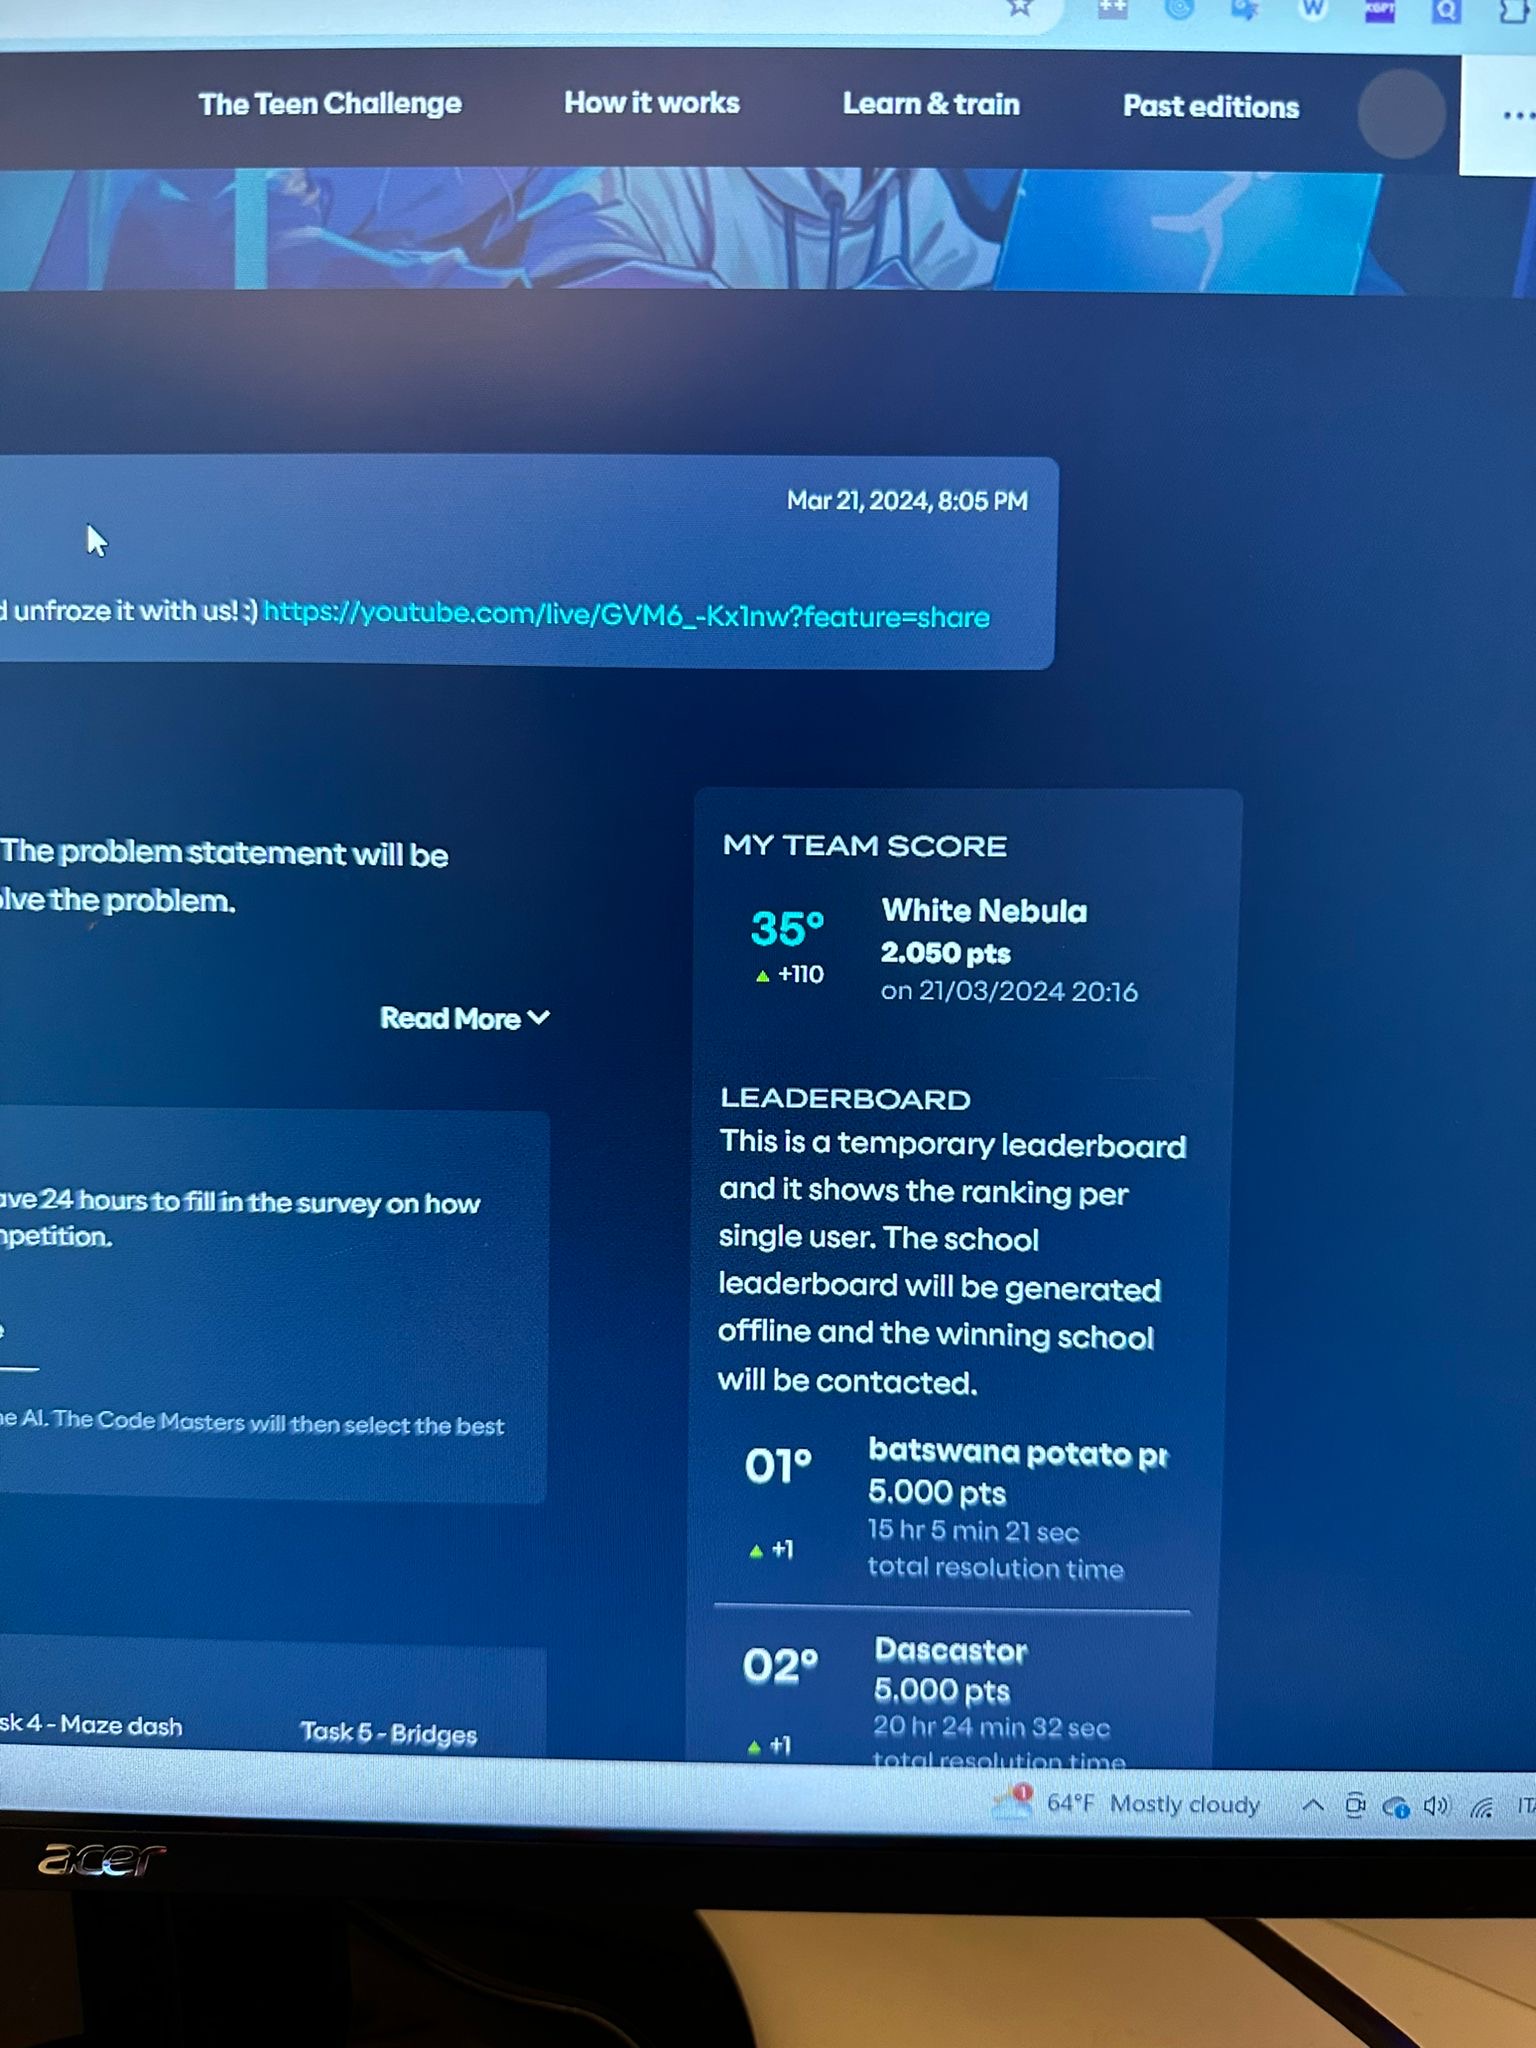 The Teen Challenge
How it works
Learn & train
Past editions
Mar 21, 2024, 8:05 PM
unfroze it with us! :) https://youtube.com/live/GVM6_-Kx1nw?feature=share
The problem statement will be
the problem.
Read More
24 hours to fill in the survey on how
AI. The Code Masters will then select the best
4 - Maze dash
Task 5 - Bridges
MY TEAM SCORE
35°
White Nebula
+110
2.050 pts
on 21/03/2024 20:16
LEADERBOARD
This is a temporary leaderboard
and it shows the ranking per
single user. The school
leaderboard will be generated
offline and the winning school
will be contacted.
01°
batswana potato pr
5.000 pts
15 hr 5 min 21 sec
+1
total resolution time
02°
Dascastor
5.000 pts
20 hr 24 min 32 sec
+1
total resolution time
1
64°F Mostly cloudy
acer